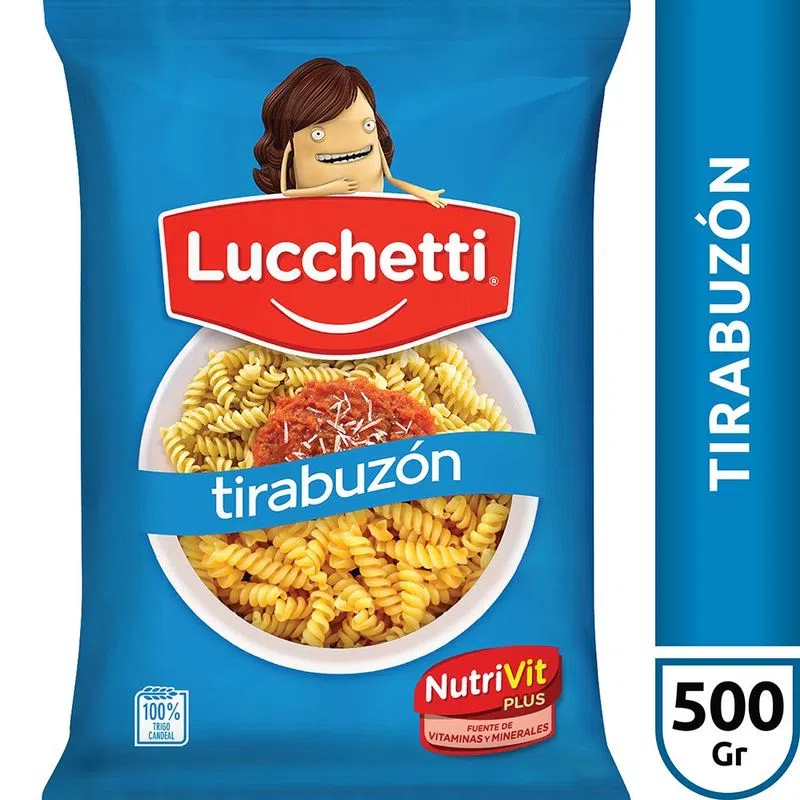 Lucchetti®
tirabuzón
100%
TRIGO
CANDEAL
NutriVit
PLUS
FUENTE DE
VITAMINAS Y MINERALES
TIRABUZÓN
500
Gr